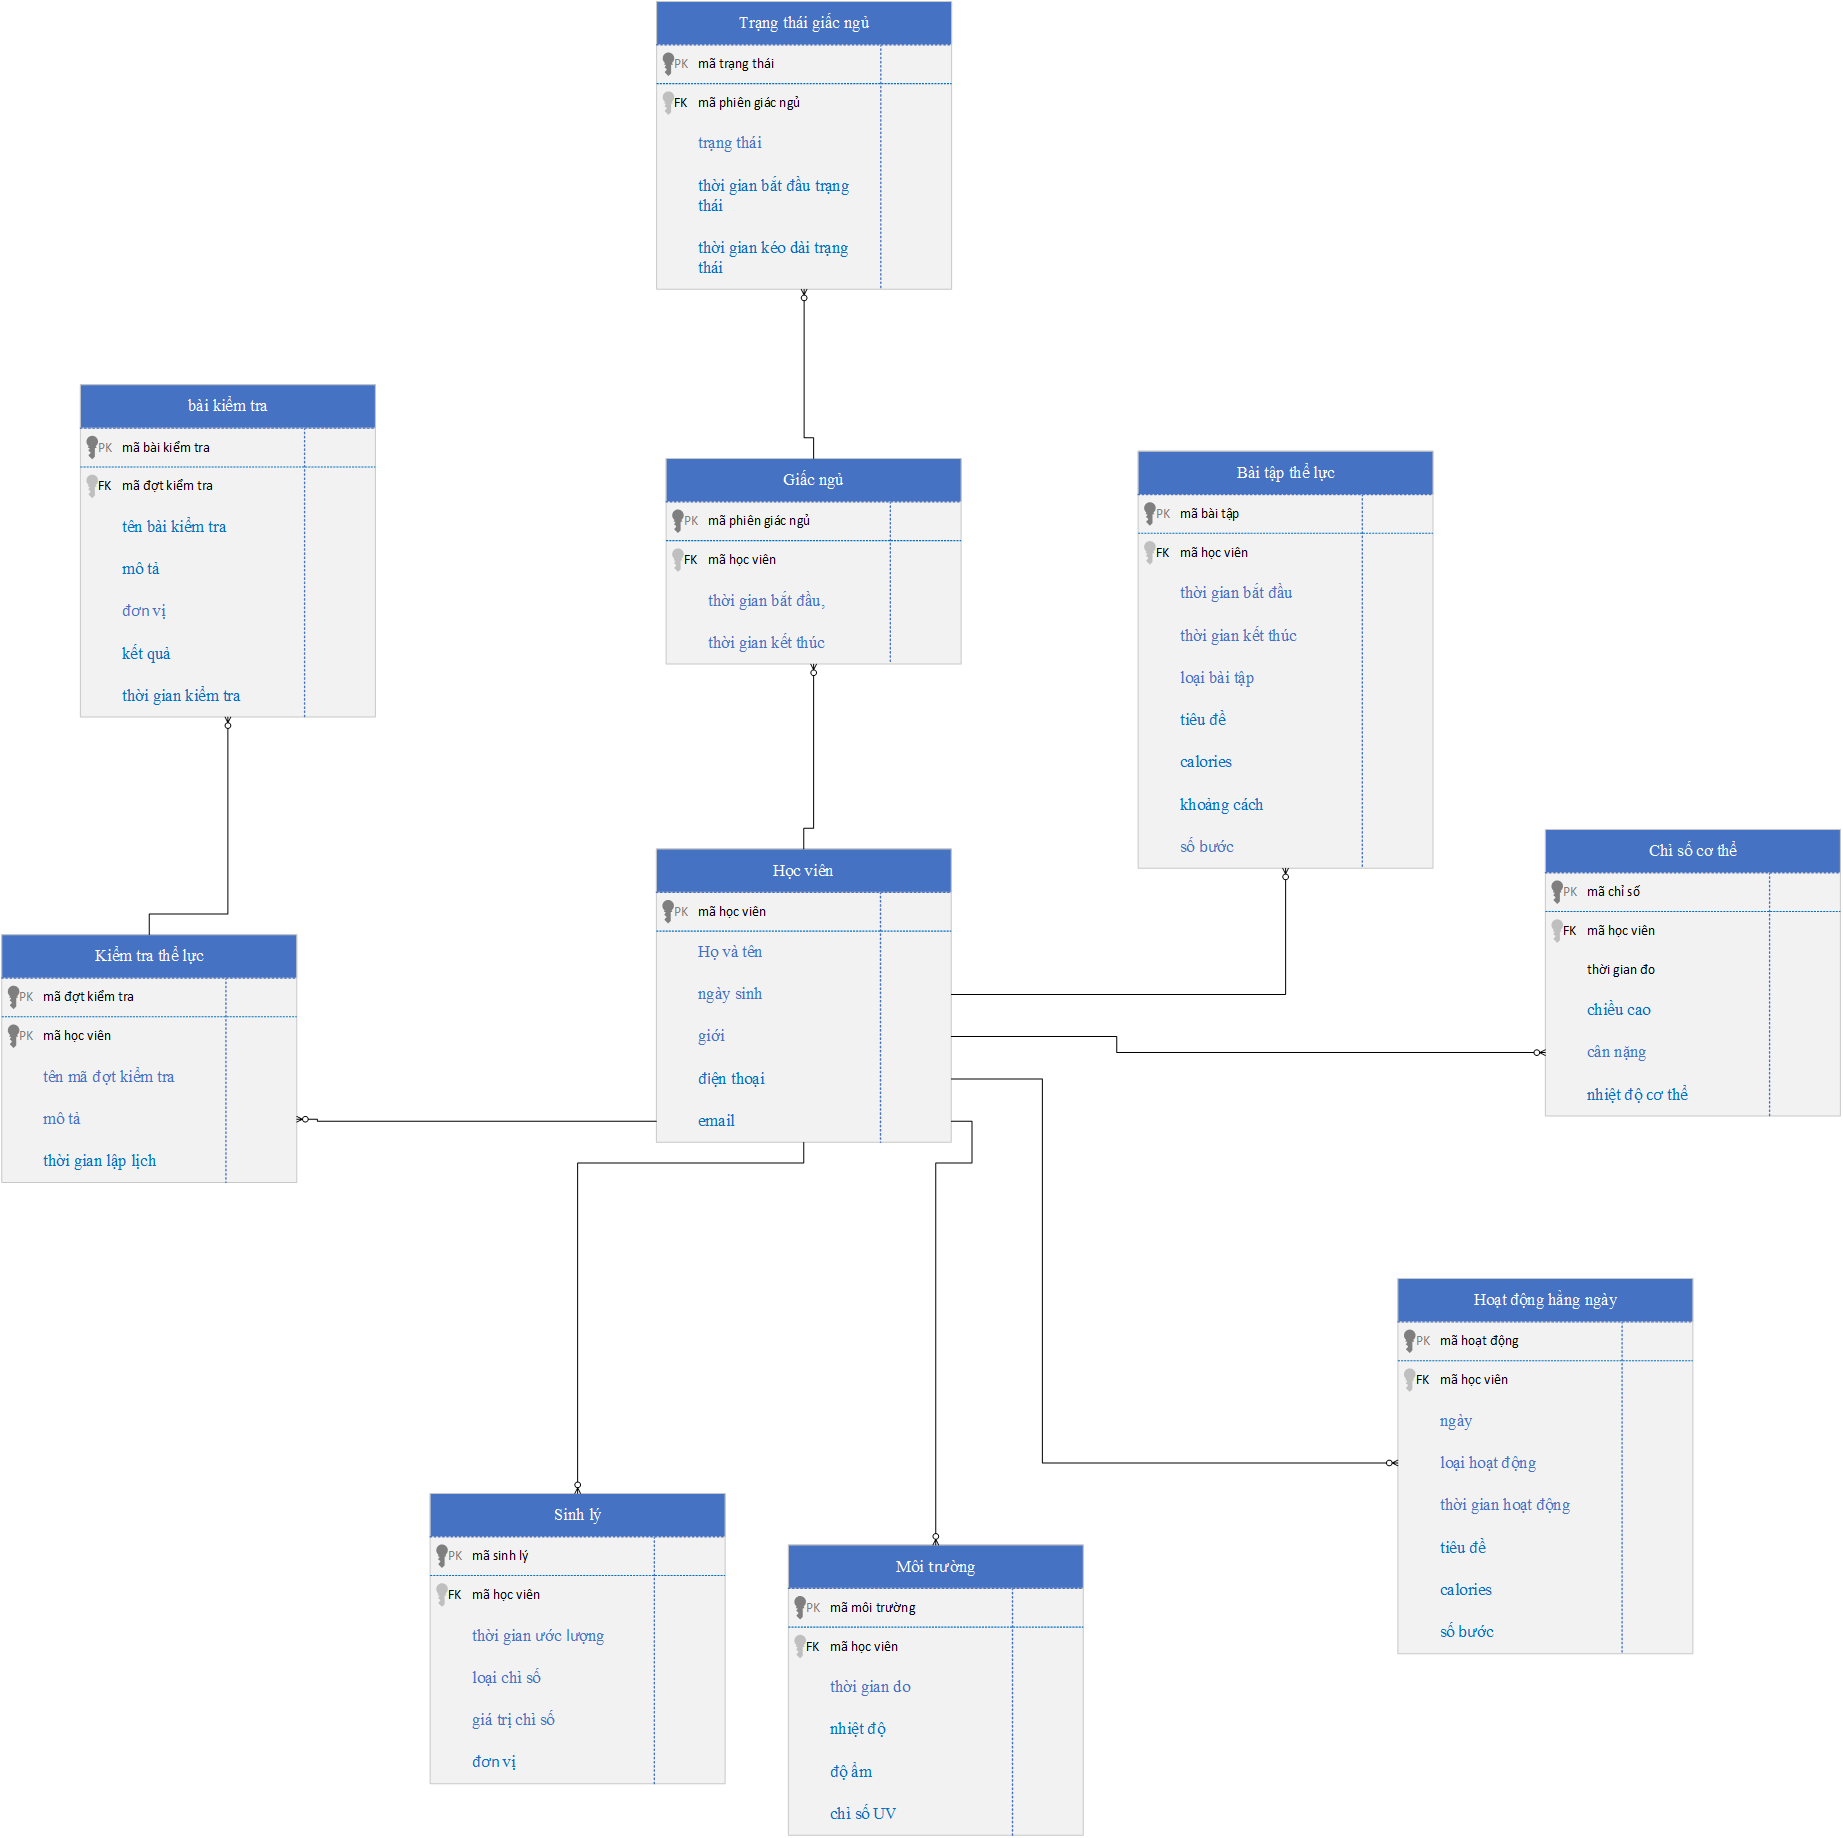 Trạng thái giấc ngủ
PK mã trạng thái
FK mã phiên giác ngủ
trạng thái
thời gian bắt đầu trạng
thái
thời gian kéo dài trạng
thái
bài kiểm tra
PK mã bài kiểm tra
FK mã đợt kiểm tra
tên bài kiểm tra
mô tả
đơn vị
kết quả
thời gian kiểm tra
Giấc ngủ
PK mã phiên giác ngủ
FK mã học viên
thời gian bắt đầu,
thời gian kết thúc
Bài tập thể lực
PK mã bài tập
FK mã học viên
thời gian bắt đầu
thời gian kết thúc
loại bài tập
tiêu đề
calories
khoảng cách
số bước
Chỉ số cơ thể
PK mã chỉ số
FK mã học viên
thời gian đo
chiều cao
cân nặng
nhiệt độ cơ thể
Học viên
PK mã học viên
Họ và tên
ngày sinh
giới
điện thoại
email
Kiểm tra thể lực
PK mã đợt kiểm tra
PK mã học viên
tên mã đợt kiểm tra
mô tả
thời gian lập lịch
Hoạt động hằng ngày
PK mã hoạt động
FK mã học viên
ngày
loại hoạt động
thời gian hoạt động
tiêu đề
calories
số bước
Sinh lý
PK mã sinh lý
FK mã học viên
thời gian ước lượng
loại chỉ số
giá trị chỉ số
đơn vị
Môi trường
PK mã môi trường
FK mã học viên
thời gian do
nhiệt độ
độ ẩm
chỉ số UV